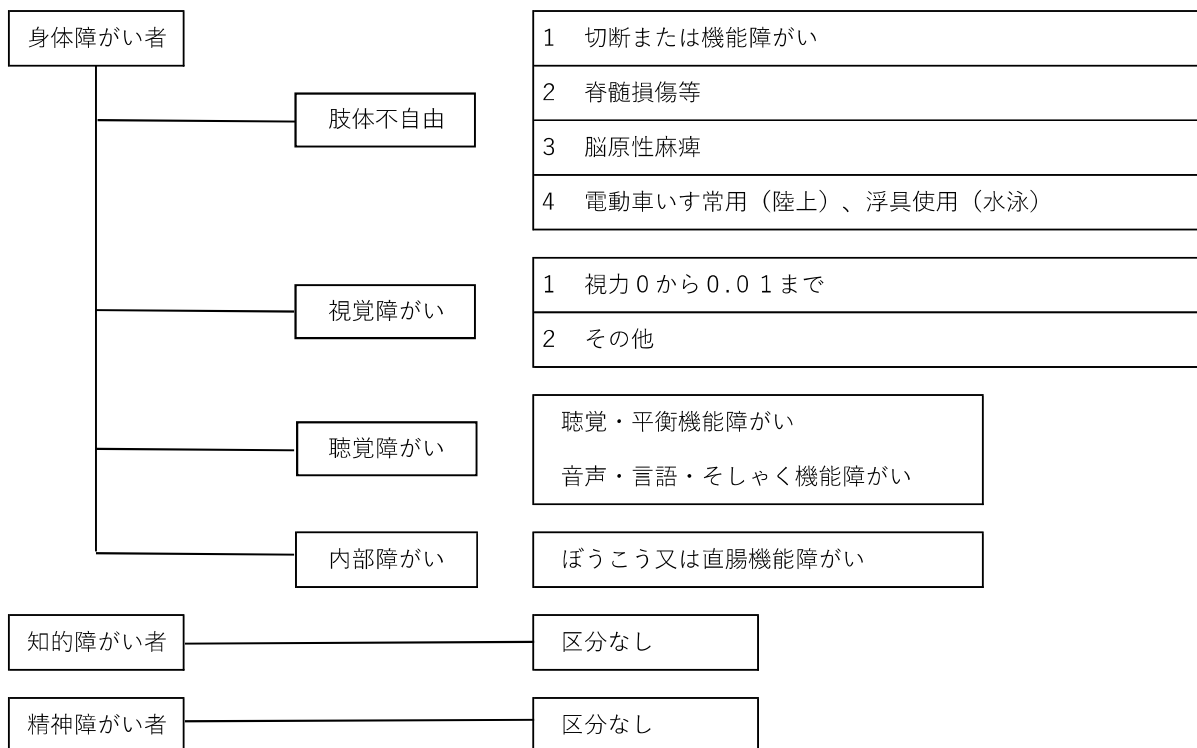 身体障がい者
肢体不自由
1 切断または機能障がい
2 脊髄損傷等
3 脳原性麻痺
4 電動車いす常用（陸上）、浮具使用（水泳）
視覚障がい
1 視力０から０.０１まで
2 その他
聴覚障がい
聴覚・平衡機能障がい
音声・言語・そしゃく機能障がい
内部障がい
ぼうこう又は直腸機能障がい
知的障がい者
区分なし
精神障がい者
区分なし